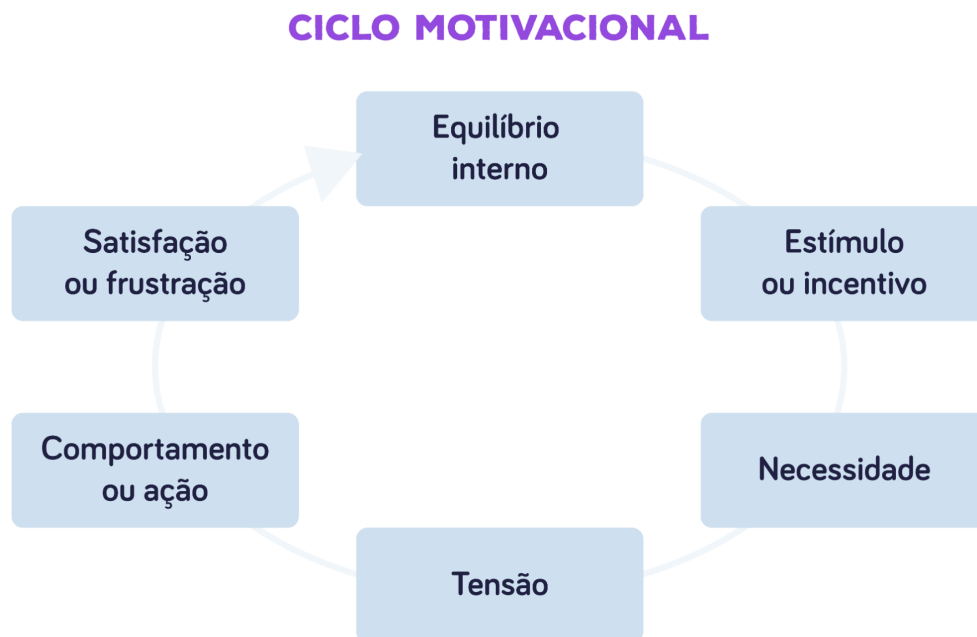 CICLO MOTIVACIONAL
Equilíbrio
interno
Estímulo
ou incentivo
Necessidade
Tensão
Comportamento
ou ação
Satisfação
ou frustração